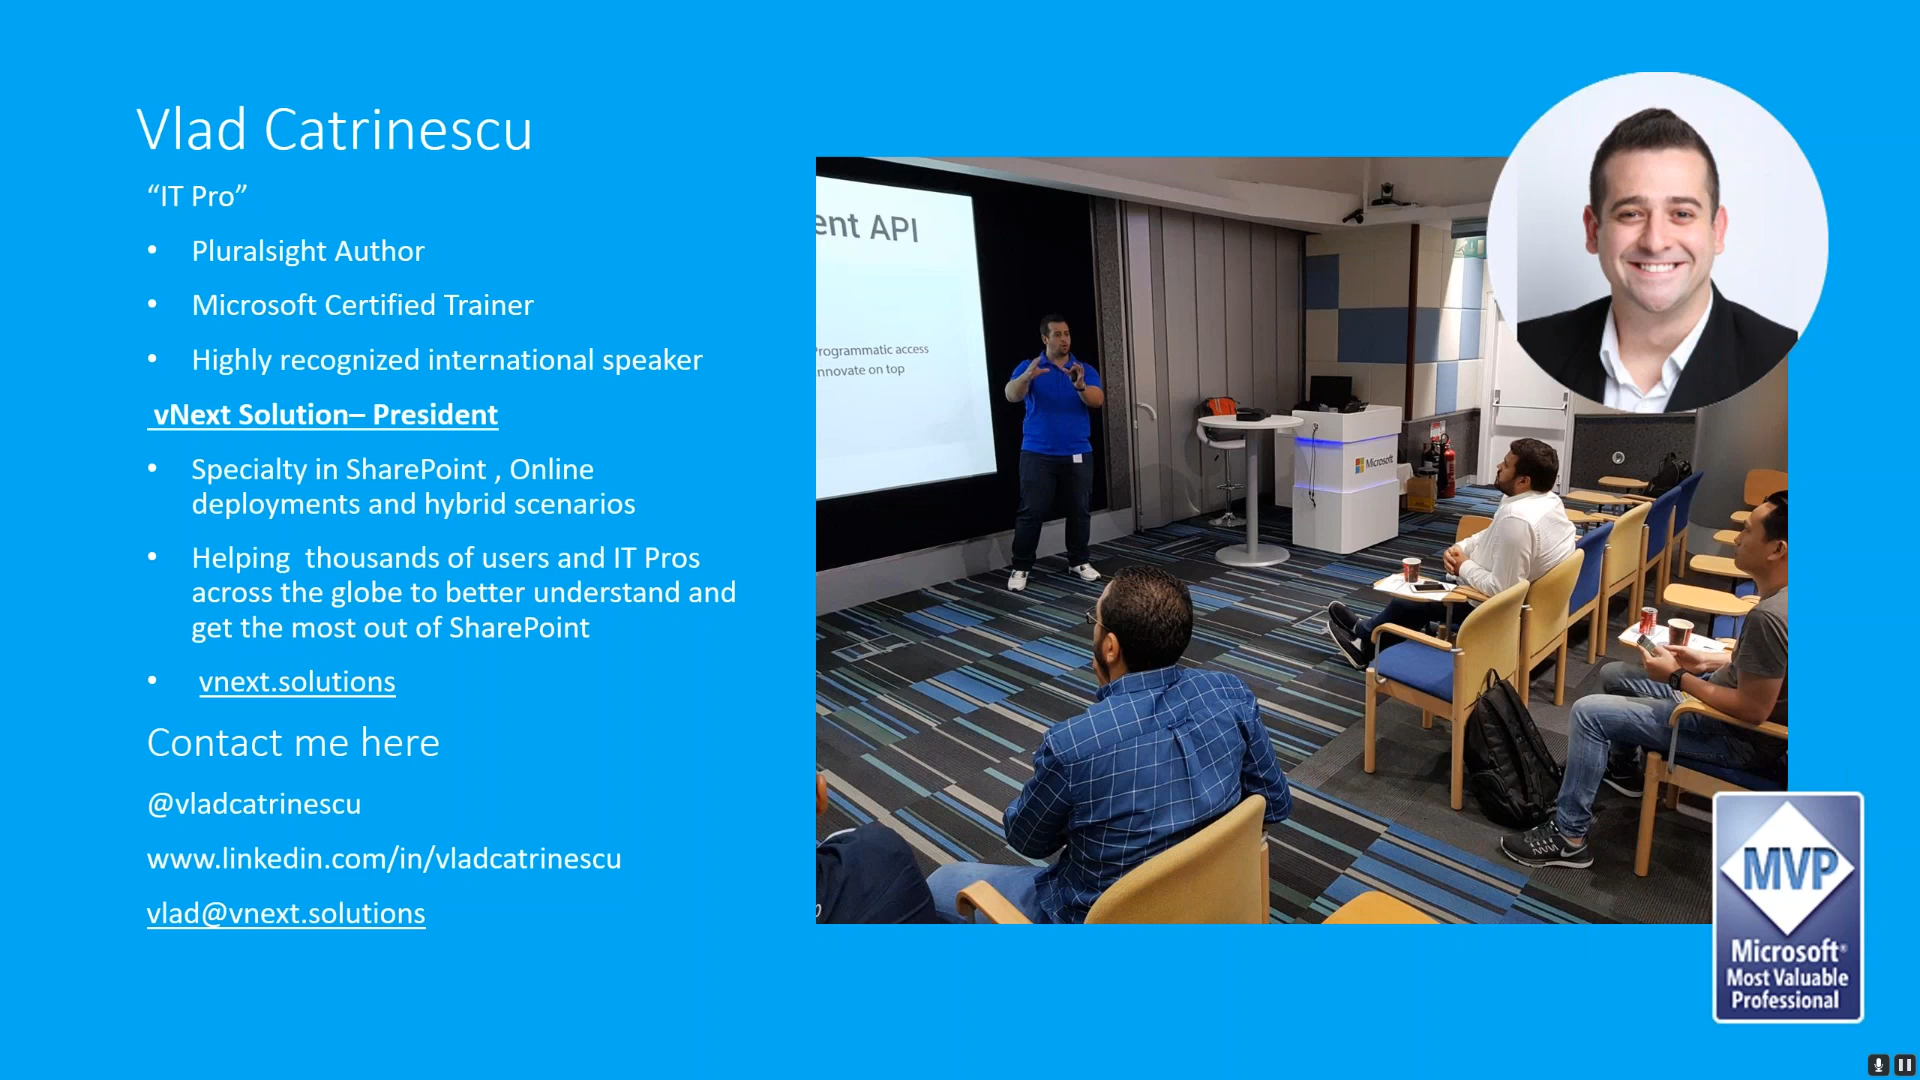 Vlad Catrinescu
“IT Pro”
• Pluralsight Author
• Microsoft Certified Trainer
• Highly recognized international speaker
vNext Solution– President
• Specialty in SharePoint , Online
deployments and hybrid scenarios
• Helping  thousands of users and IT Pros
across the globe to better understand and
get the most out of SharePoint
• vnext.solutions
Contact me here
@vladcatrinescu
www.linkedin.com/in/vladcatrinescu
vlad@vnext.solutions
ent API
Programmatic access
nnovate on top
Microsoft
MVP
Microsoft®
Most Valuable
Professional